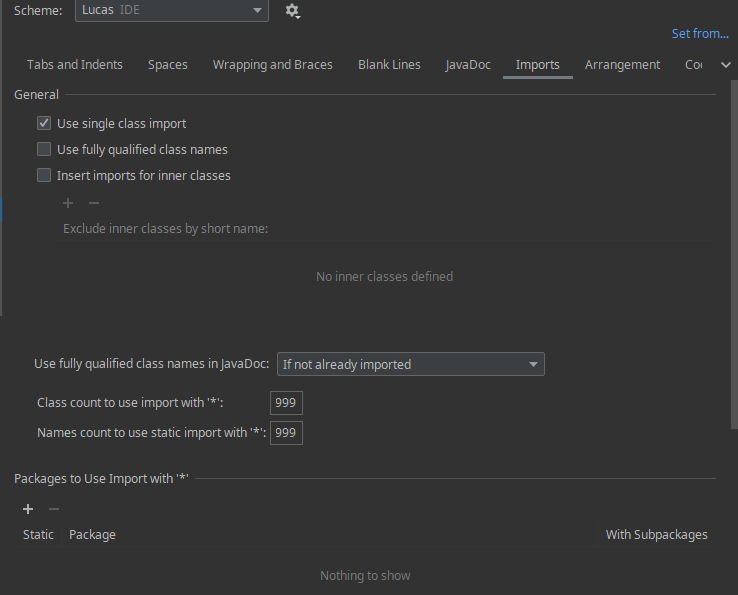 Scheme: Lucas IDE
Set from...
Tabs and Indents Spaces Wrapping and Braces Blank Lines JavaDoc Imports Arrangement
General
Use single class import
Use fully qualified class names
Insert imports for inner classes
Exclude inner classes by short name:
No inner classes defined
Use fully qualified class names in JavaDoc: If not already imported
Class count to use import with '*': 999
Names count to use static import with '*': 999
Packages to Use Import with '*'
Static Package With Subpackages
Nothing to show